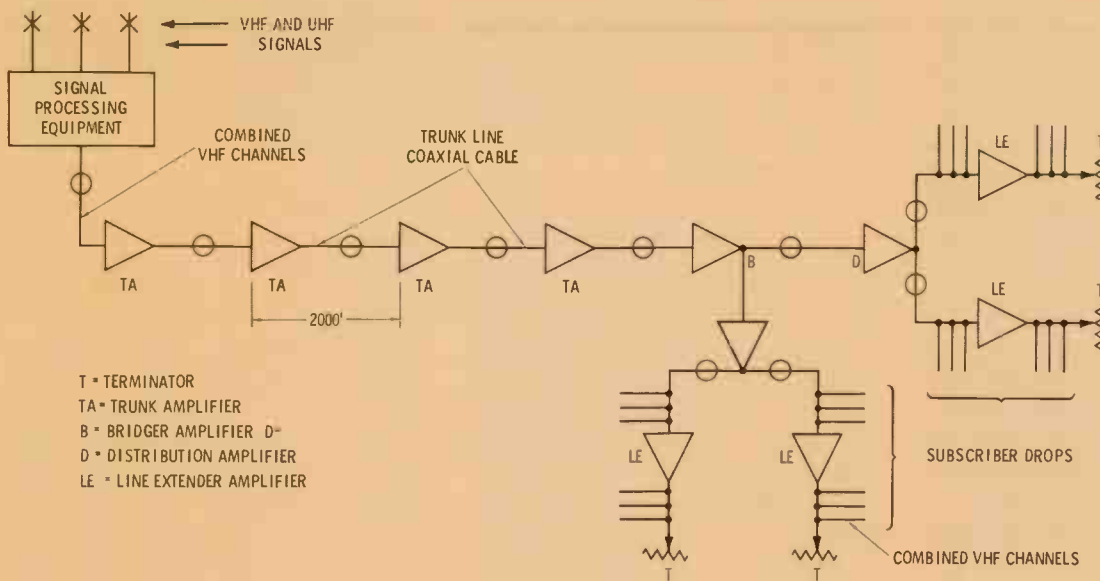 VHF AND UHF
SIGNALS
SIGNAL
PROCESSING
EQUIPMENT
COMBINED
VHF CHANNELS
TRUNK LINE
COAXIAL CABLE
LE
T
TA
TA
TA
TA
B
D
2000'
LE
T
T = TERMINATOR
TA = TRUNK AMPLIFIER
B = BRIDGER AMPLIFIER D=
D = DISTRIBUTION AMPLIFIER
LE = LINE EXTENDER AMPLIFIER
LE
LE
SUBSCRIBER DROPS
COMBINED VHF CHANNELS
T
T